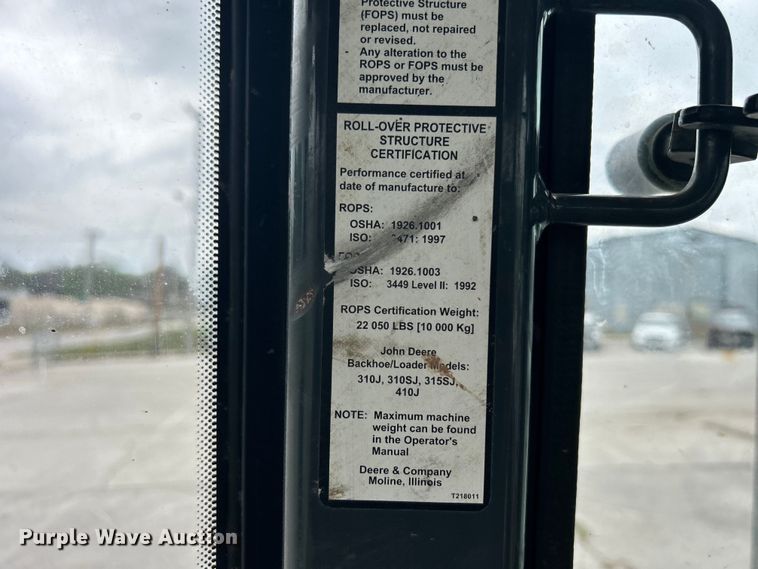 Protective Structure
(FOPS) must be
replaced, not repaired
or revised.
- Any alteration to the
ROPS or FOPS must be
approved by the
manufacturer.
ROLL-OVER PROTECTIVE
STRUCTURE
CERTIFICATION
Performance certified at
date of manufacture to:
ROPS:
OSHA: 1926.1001
ISO: 3471: 1997
OSHA: 1926.1003
ISO: 3449 Level II: 1992
ROPS Certification Weight:
22 050 LBS [10 000 Kg]
John Deere
Backhoe/Loader Models:
310J, 310SJ, 315SJ,
410J
NOTE: Maximum machine
weight can be found
in the Operator's
Manual
Deere & Company
Moline, Illinois
T218011
Purple Wave Auction